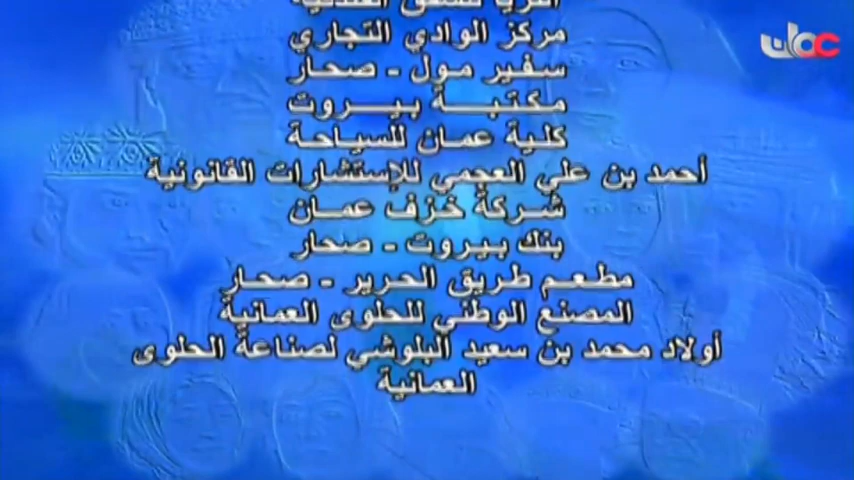 عمان
مركز الوادي التجاري
سفير مول - صحار
مكتبة بيروت
كلية عمان للسياحة
أحمد بن علي العجمي للإستشارات القانونية
شركة خزف عمان
بنك بيروت - صحار
مطعم طريق الحرير - صحار
المصنع الوطني للحلوى العمانية
أولاد محمد بن سعيد البلوشي لصناعة الحلوى
العمانية